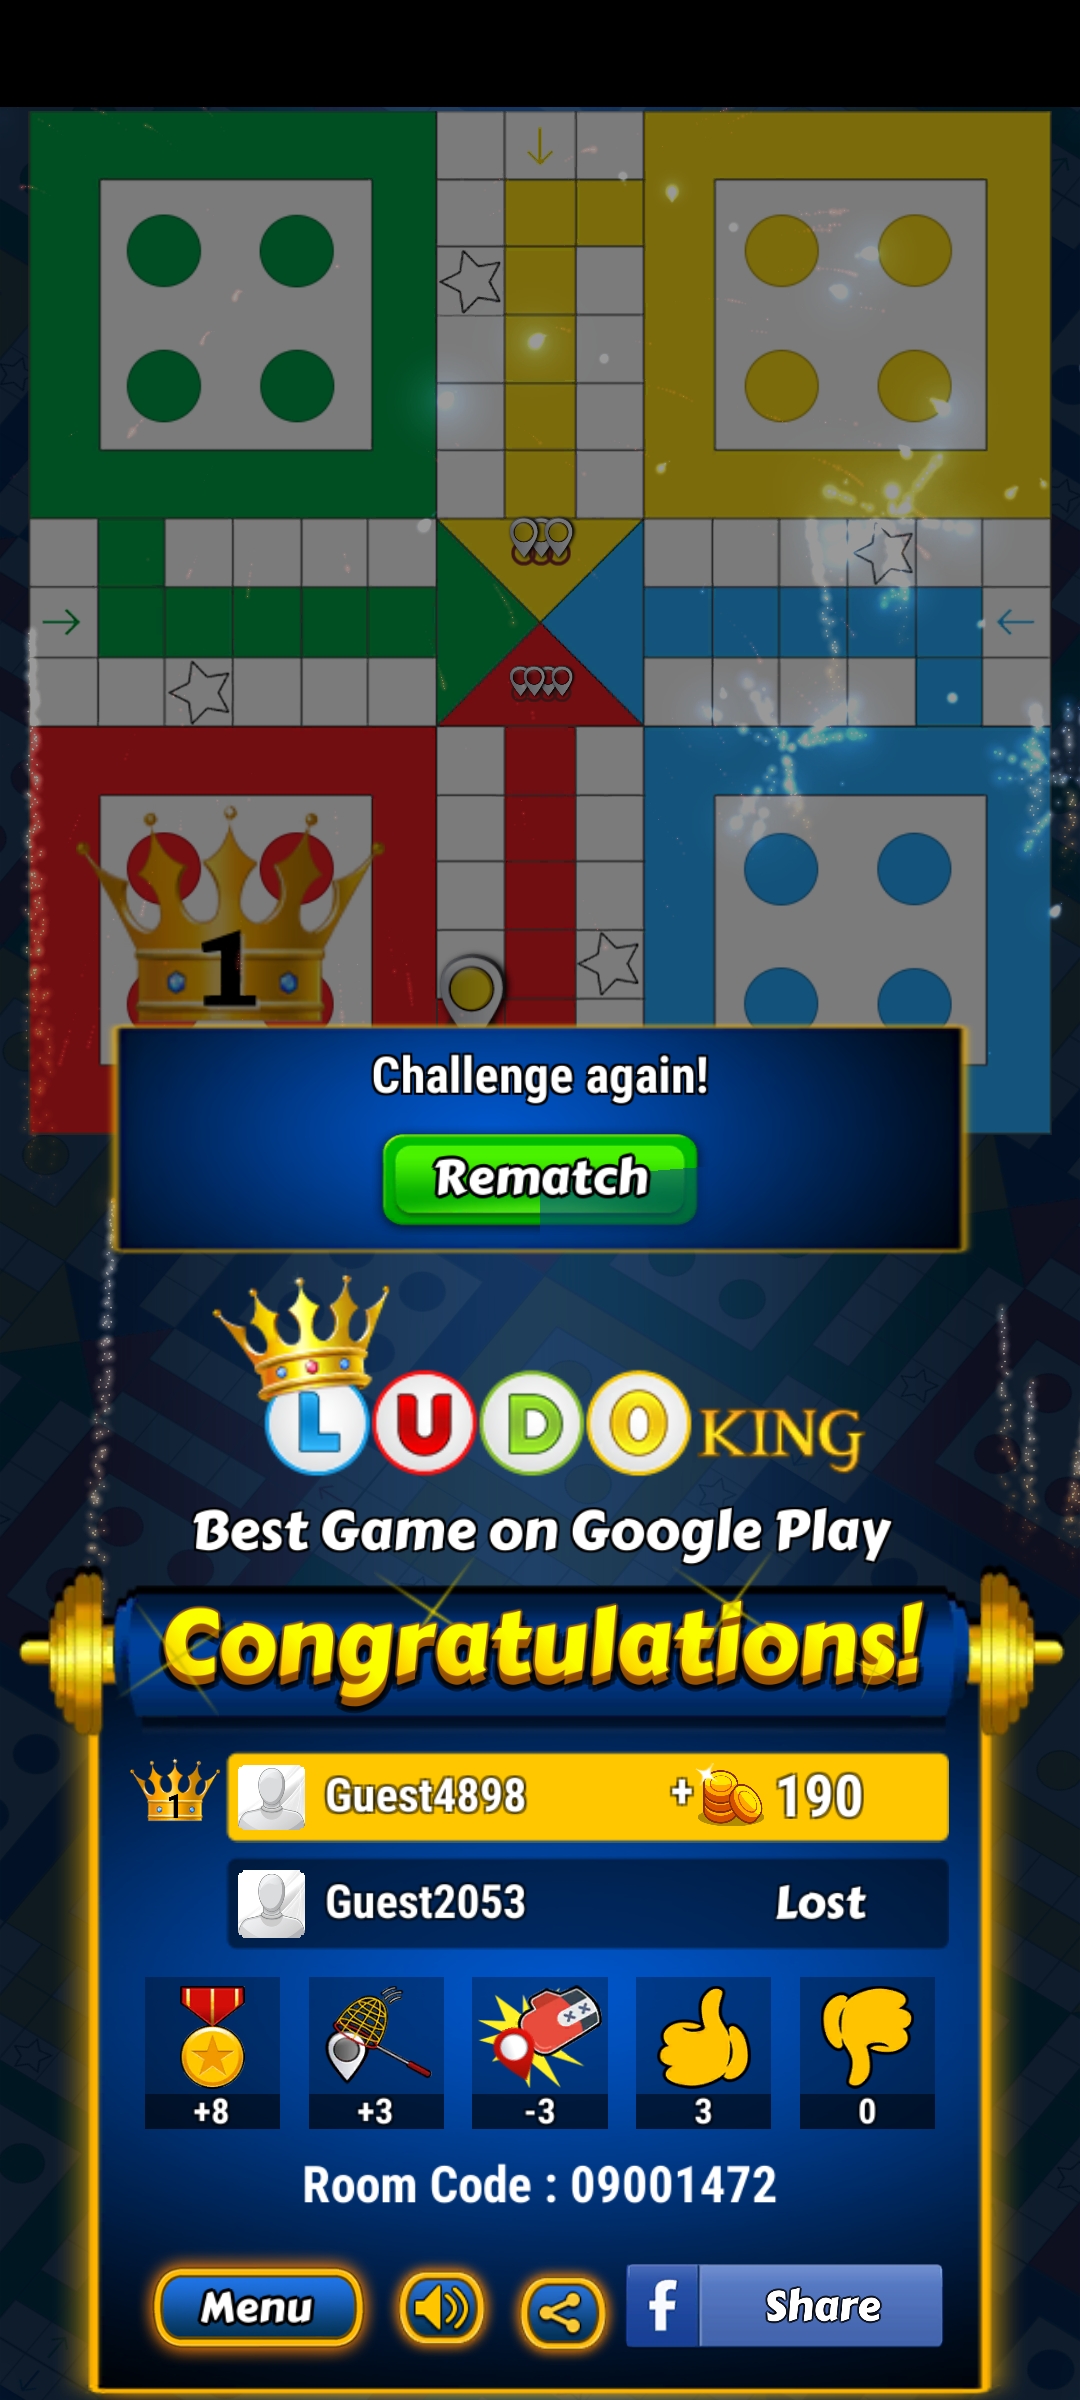 1
Challenge again!
Rematch
LUDO KING
Best Game on Google Play
Congratulations!
1 Guest4898 + 190
Guest2053 Lost
+8 +3 -3 3 0
Room Code : 09001472
Menu f Share